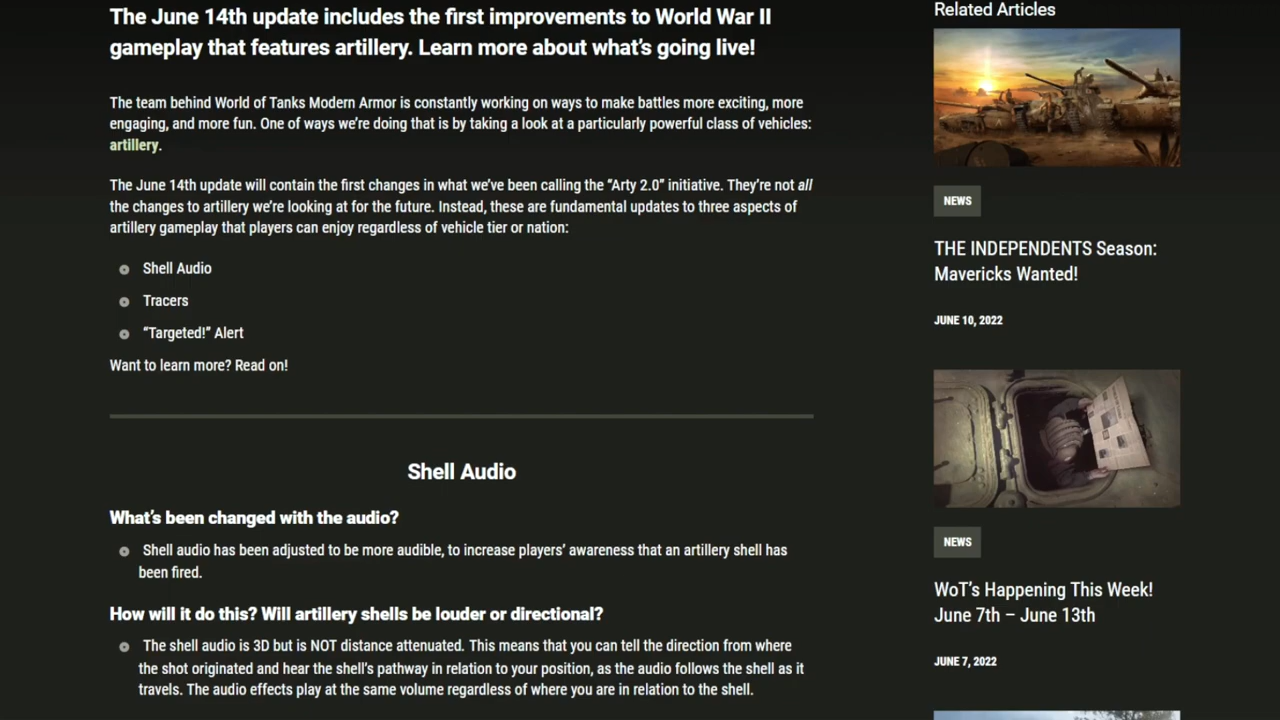 The June 14th update includes the first improvements to World War II
gameplay that features artillery. Learn more about what's going live!
The team behind World of Tanks Modern Armor is constantly working on ways to make battles more exciting, more
engaging, and more fun. One of ways we're doing that is by taking a look at a particularly powerful class of vehicles:
artillery.
The June 14th update will contain the first changes in what we've been calling the “Arty 2.0” initiative. They're not all
the changes to artillery we're looking at for the future. Instead, these are fundamental updates to three aspects of
artillery gameplay that players can enjoy regardless of vehicle tier or nation:
Shell Audio
Tracers
“Targeted!” Alert
Want to learn more? Read on!
Shell Audio
What's been changed with the audio?
Shell audio has been adjusted to be more audible, to increase players' awareness that an artillery shell has
been fired.
How will it do this? Will artillery shells be louder or directional?
The shell audio is 3D but is NOT distance attenuated. This means that you can tell the direction from where
the shot originated and hear the shell's pathway in relation to your position, as the audio follows the shell as it
travels. The audio effects play at the same volume regardless of where you are in relation to the shell.
Related Articles
NEWS
THE INDEPENDENTS Season:
Mavericks Wanted!
JUNE 10, 2022
NEWS
WoT's Happening This Week!
June 7th – June 13th
JUNE 7, 2022